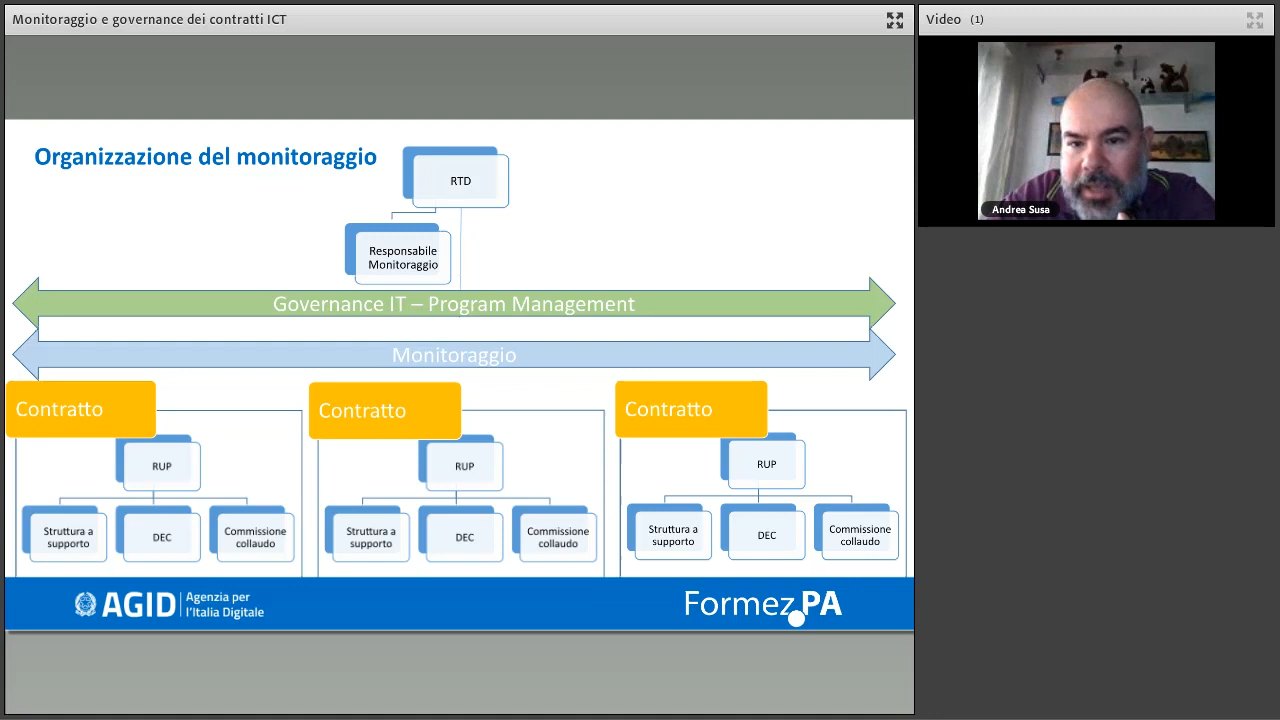 Monitoraggio e governance dei contratti ICT
Video (1)
Andrea Susa
Organizzazione del monitoraggio
RTD
Responsabile
Monitoraggio
Governance IT – Program Management
Monitoraggio
Contratto
RUP
Struttura a
supporto
DEC
Commissione
collaudo
Contratto
RUP
Struttura a
supporto
DEC
Commissione
collaudo
Contratto
RUP
Struttura a
supporto
DEC
Commissione
collaudo
AGID
Agenzia per
l'Italia Digitale
Formez PA